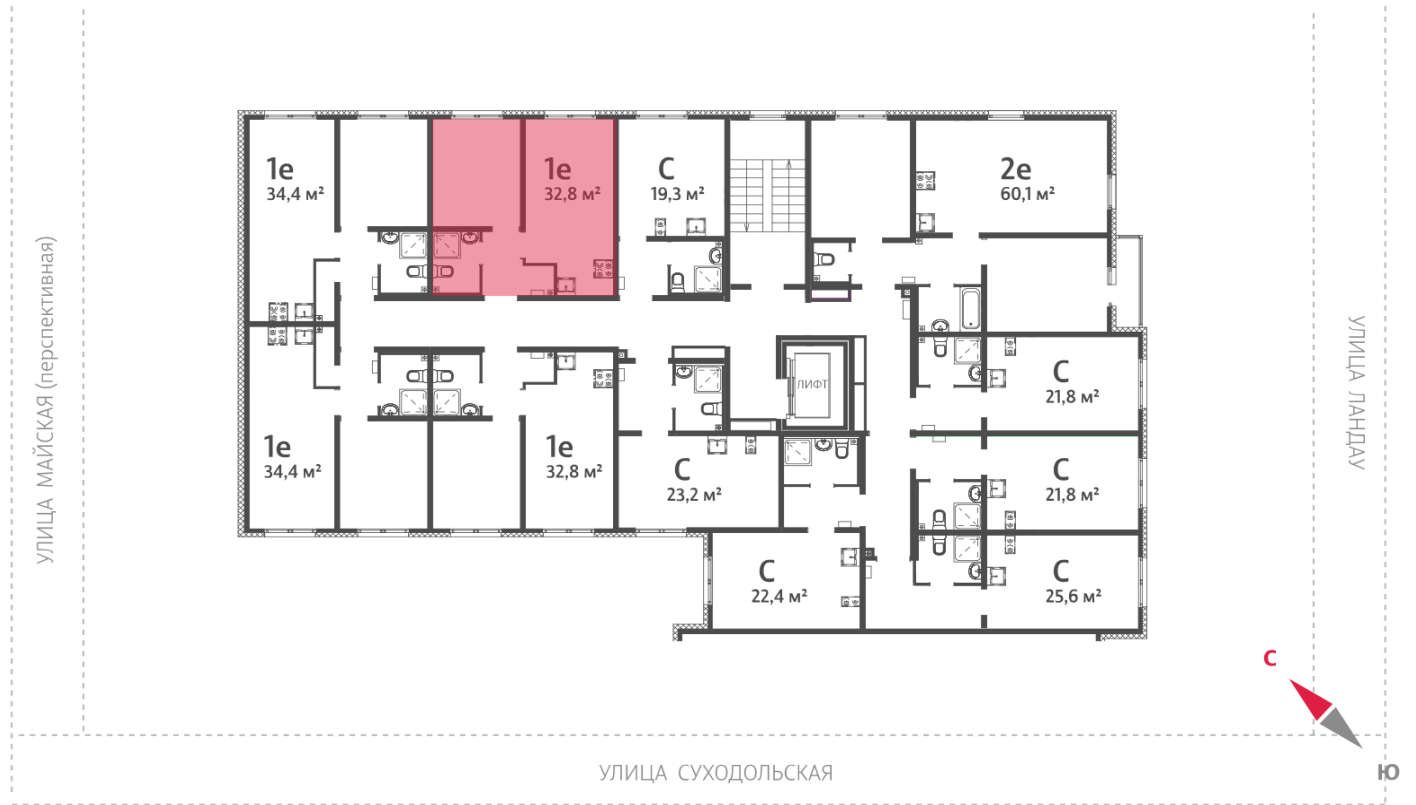 1е
34,4 м²
1е
32,8 м²
С
19,3 м²
2е
60,1 м²
УЛИЦА МАЙСКАЯ (перспективная)
УЛИЦА ЛАНДАУ
ЛИФТ
С
21,8 м²
1е
34,4 м²
1е
32,8 м²
С
23,2 м²
С
21,8 м²
С
22,4 м²
С
25,6 м²
С
Ю
УЛИЦА СУХОДОЛЬСКАЯ